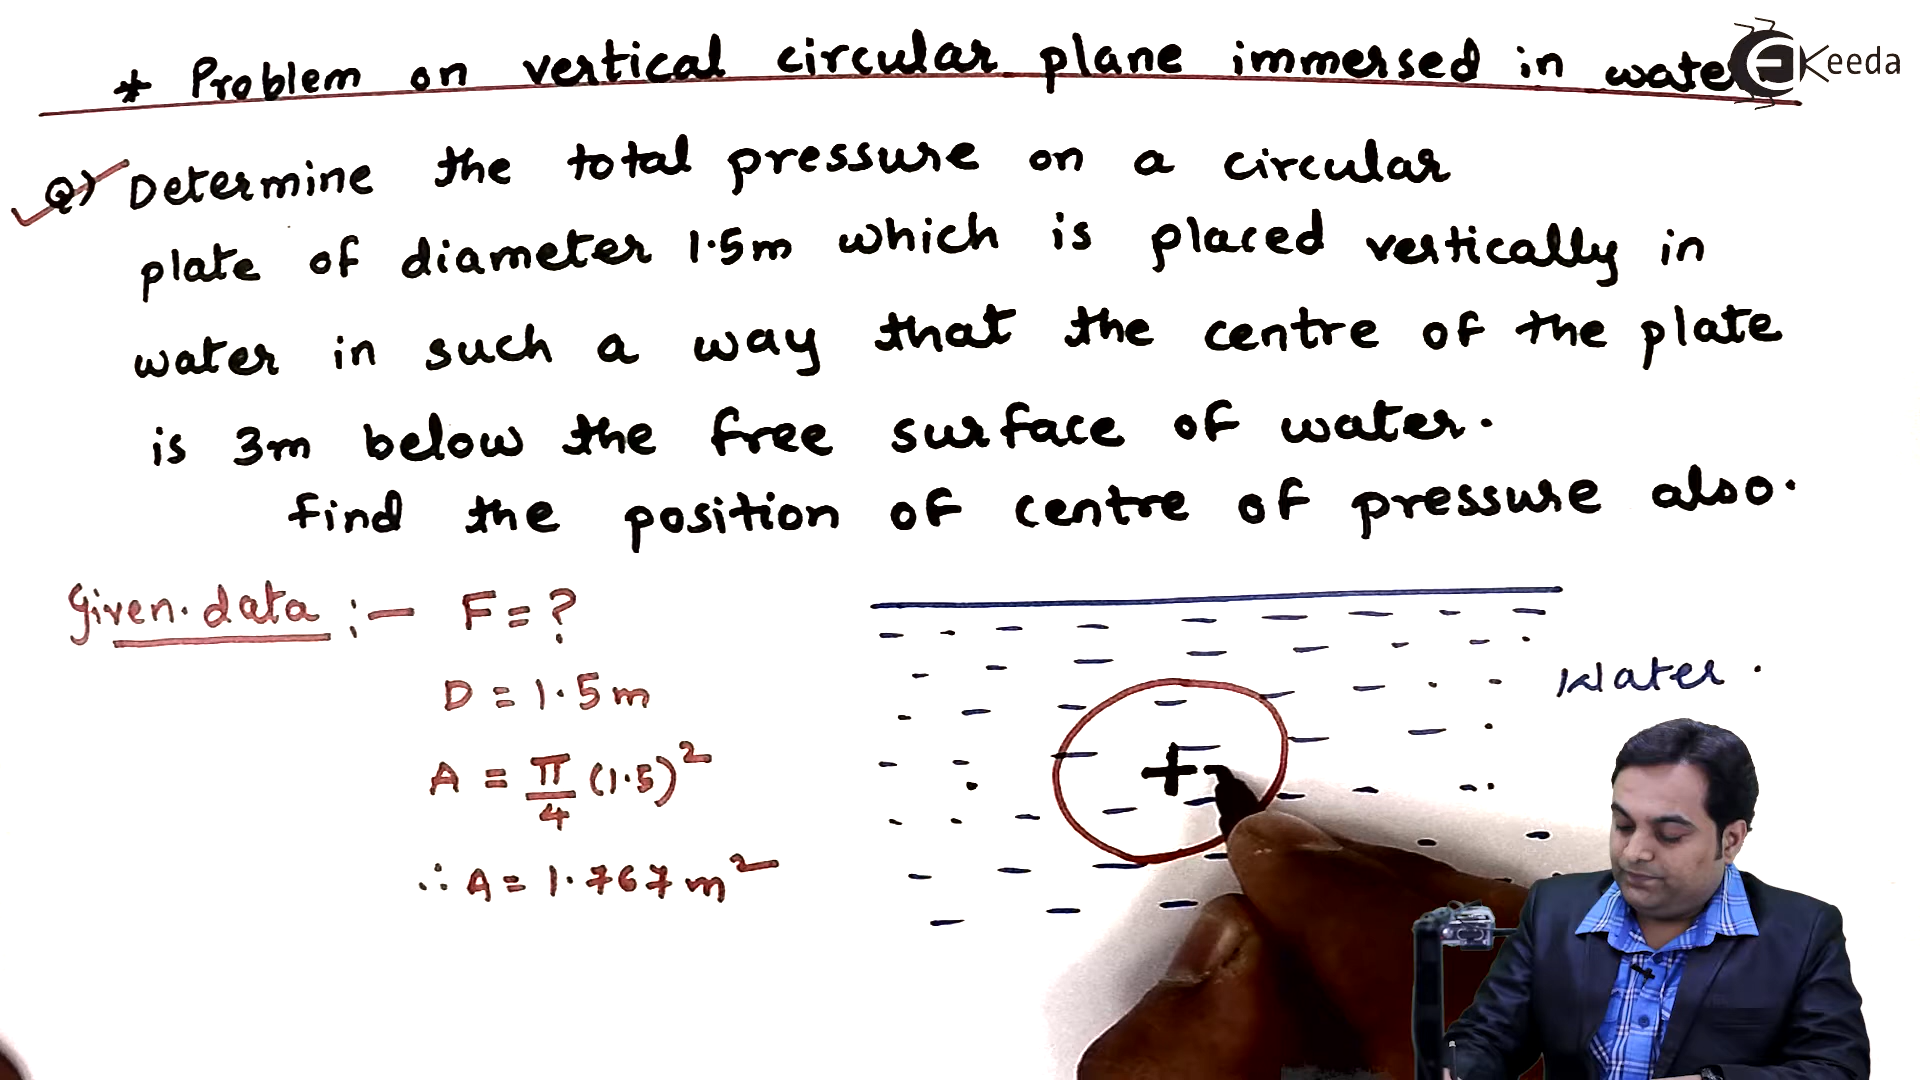 * Problem on vertical circular plane immersed in wate
Keeda
Q) Determine the total pressure on a circular
plate of diameter 1.5m which is placed vertically in
water in such a way that the centre of the plate
is 3m below the free surface of water.
Find the position of centre of pressure also.
Given data :- F = ?
D = 1.5 m
A = π/4 (1.5)²
∴ A = 1.767 m²
Water.